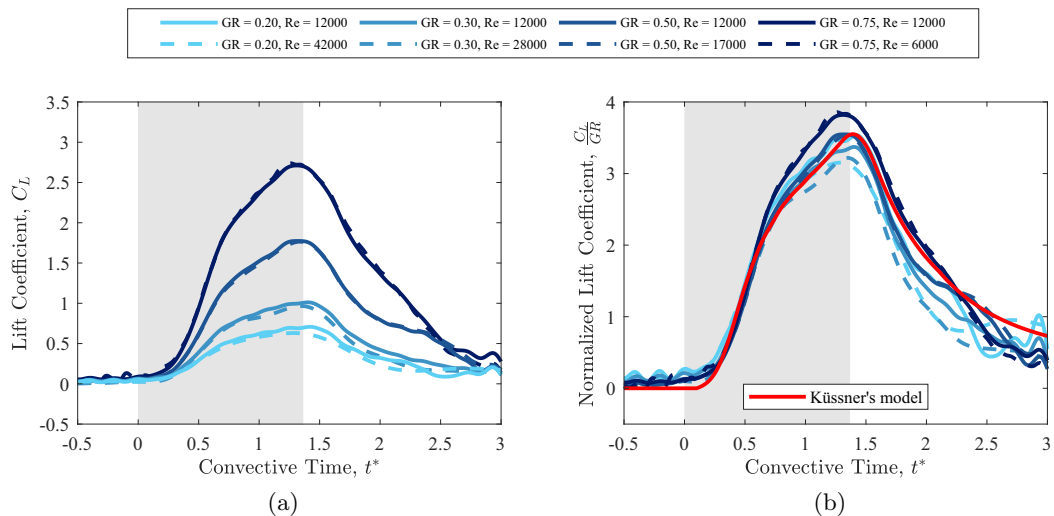 GR = 0.20, Re = 12000 GR = 0.30, Re = 12000 GR = 0.50, Re = 12000 GR = 0.75, Re = 12000
GR = 0.20, Re = 42000 GR = 0.30, Re = 28000 GR = 0.50, Re = 17000 GR = 0.75, Re = 6000
Lift Coefficient, C_L
3.5
3
2.5
2
1.5
1
0.5
0
-0.5
-0.5 0 0.5 1 1.5 2 2.5 3
Convective Time, t*
(a)
Normalized Lift Coefficient, C_L/GR
4
3
2
1
0
Küssner's model
-0.5 0 0.5 1 1.5 2 2.5 3
Convective Time, t*
(b)